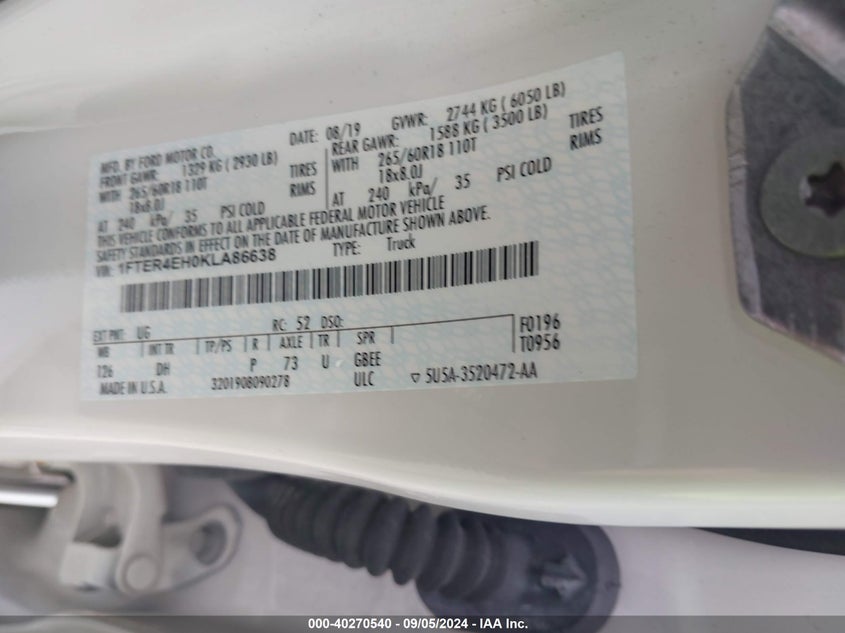 MFD. BY FORD MOTOR CO.
DATE: 08/19 GVWR: 2744 KG ( 6050 LB)
FRONT GAWR: 1329 KG ( 2930 LB)
WITH 265/60R18 110T TIRES
18x8.0J RIMS
AT 240 kPa/ 35 PSI COLD
REAR GAWR: 1588 KG ( 3500 LB)
WITH 265/60R18 110T TIRES
18x8.0J RIMS
AT 240 kPa/ 35 PSI COLD
THIS VEHICLE CONFORMS TO ALL APPLICABLE FEDERAL MOTOR VEHICLE
SAFETY STANDARDS IN EFFECT ON THE DATE OF MANUFACTURE SHOWN ABOVE.
VIN: 1FTER4EH0KLA86638 TYPE: Truck
EXT PNT: UG RC: 52 DSO: F0196
WB INT TR TP/PS R AXLE TR SPR T0956
126 DH P 73 U GBEE
MADE IN U.S.A. 3201908090278 ULC ▽ 5U5A-3520472-AA
000-40270540 - 09/05/2024 - IAA Inc.